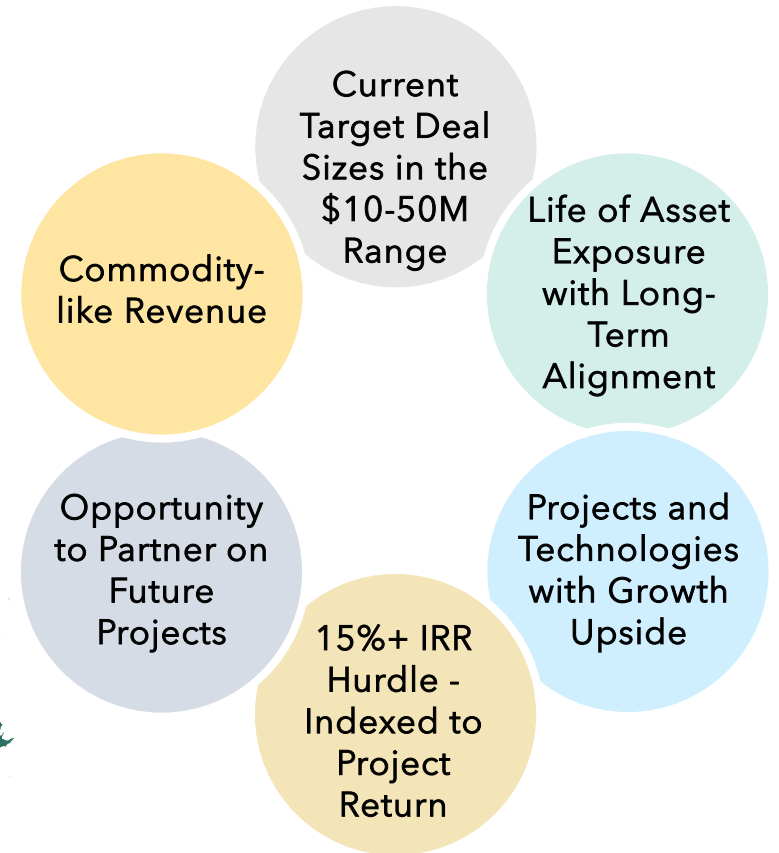 Current
Target Deal
Sizes in the
$10-50M
Range
Life of Asset
Exposure
with Long-
Term
Alignment
Projects and
Technologies
with Growth
Upside
15%+ IRR
Hurdle -
Indexed to
Project
Return
Opportunity
to Partner on
Future
Projects
Commodity-
like Revenue